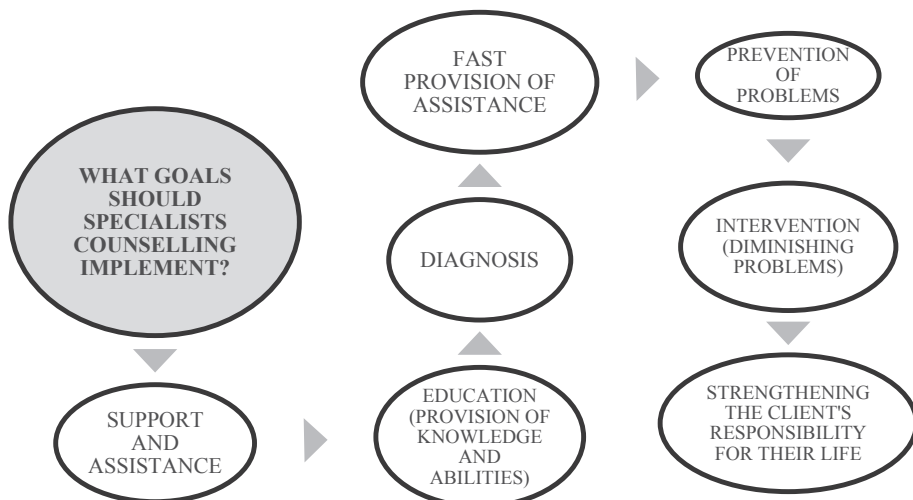 WHAT GOALS
SHOULD
SPECIALISTS
COUNSELLING
IMPLEMENT?
SUPPORT
AND
ASSISTANCE
EDUCATION
(PROVISION OF
KNOWLEDGE
AND
ABILITIES)
DIAGNOSIS
FAST
PROVISION OF
ASSISTANCE
PREVENTION
OF
PROBLEMS
INTERVENTION
(DIMINISHING
PROBLEMS)
STRENGTHENING
THE CLIENT'S
RESPONSIBILITY
FOR THEIR LIFE